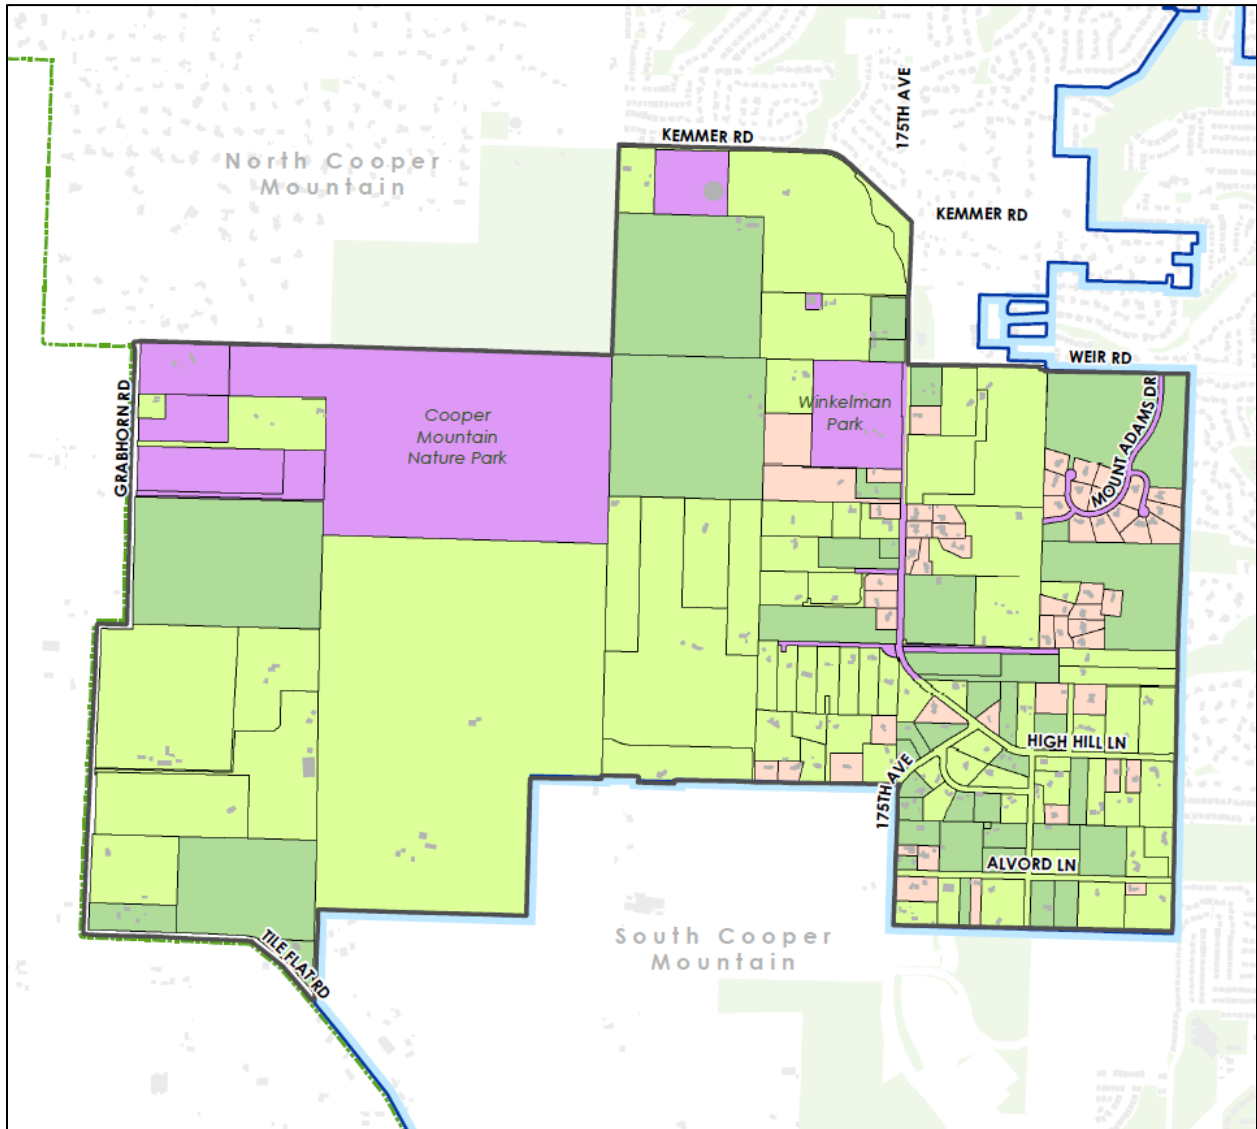 175TH AVE
KEMMER RD
North Cooper
Mountain
KEMMER RD
WEIR RD
GRABHORN RD
MOUNT ADAMS DR
Cooper
Mountain
Nature Park
Winkelman
Park
HIGH HILL LN
175TH AVE
ALVORD LN
South Cooper
Mountain
TILE FLAT RD